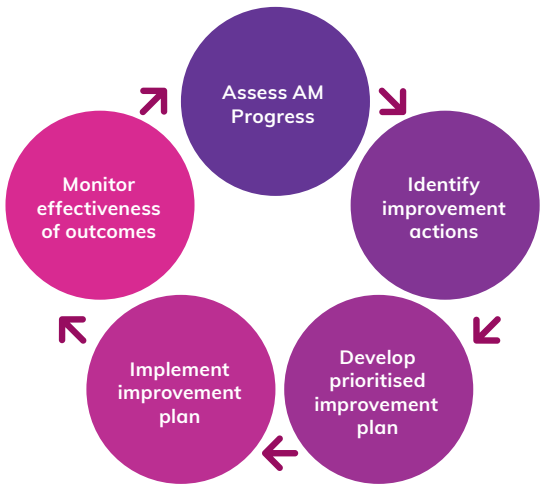 Assess AM
Progress
Identify
improvement
actions
Develop
prioritised
improvement
plan
Implement
improvement
plan
Monitor
effectiveness
of outcomes